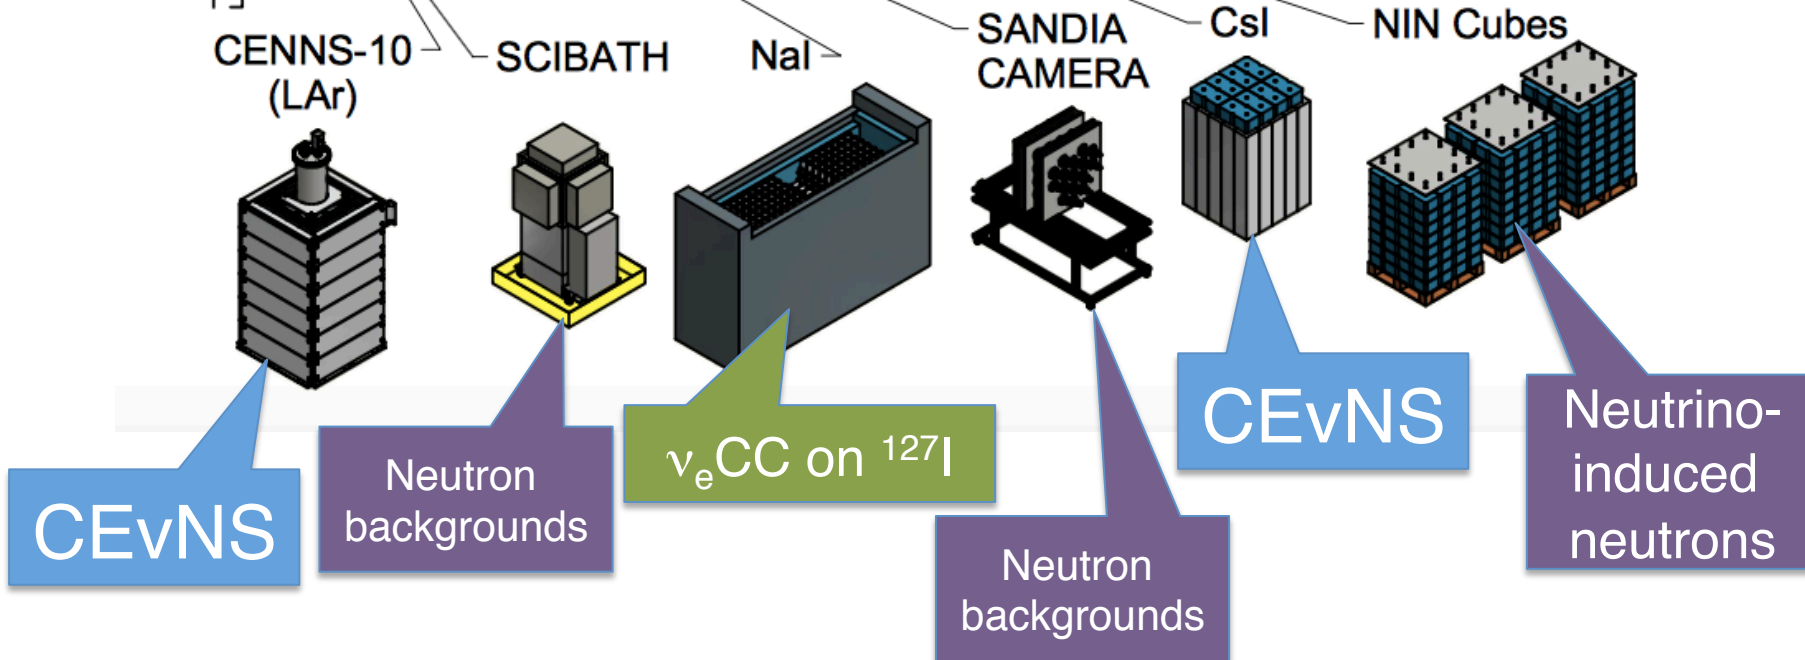 CENNS-10
(LAr)
SCIBATH
NaI
SANDIA
CAMERA
CsI
NIN Cubes
CEvNS
Neutron
backgrounds
νₑCC on ¹²⁷I
Neutron
backgrounds
CEvNS
Neutrino-
induced
neutrons